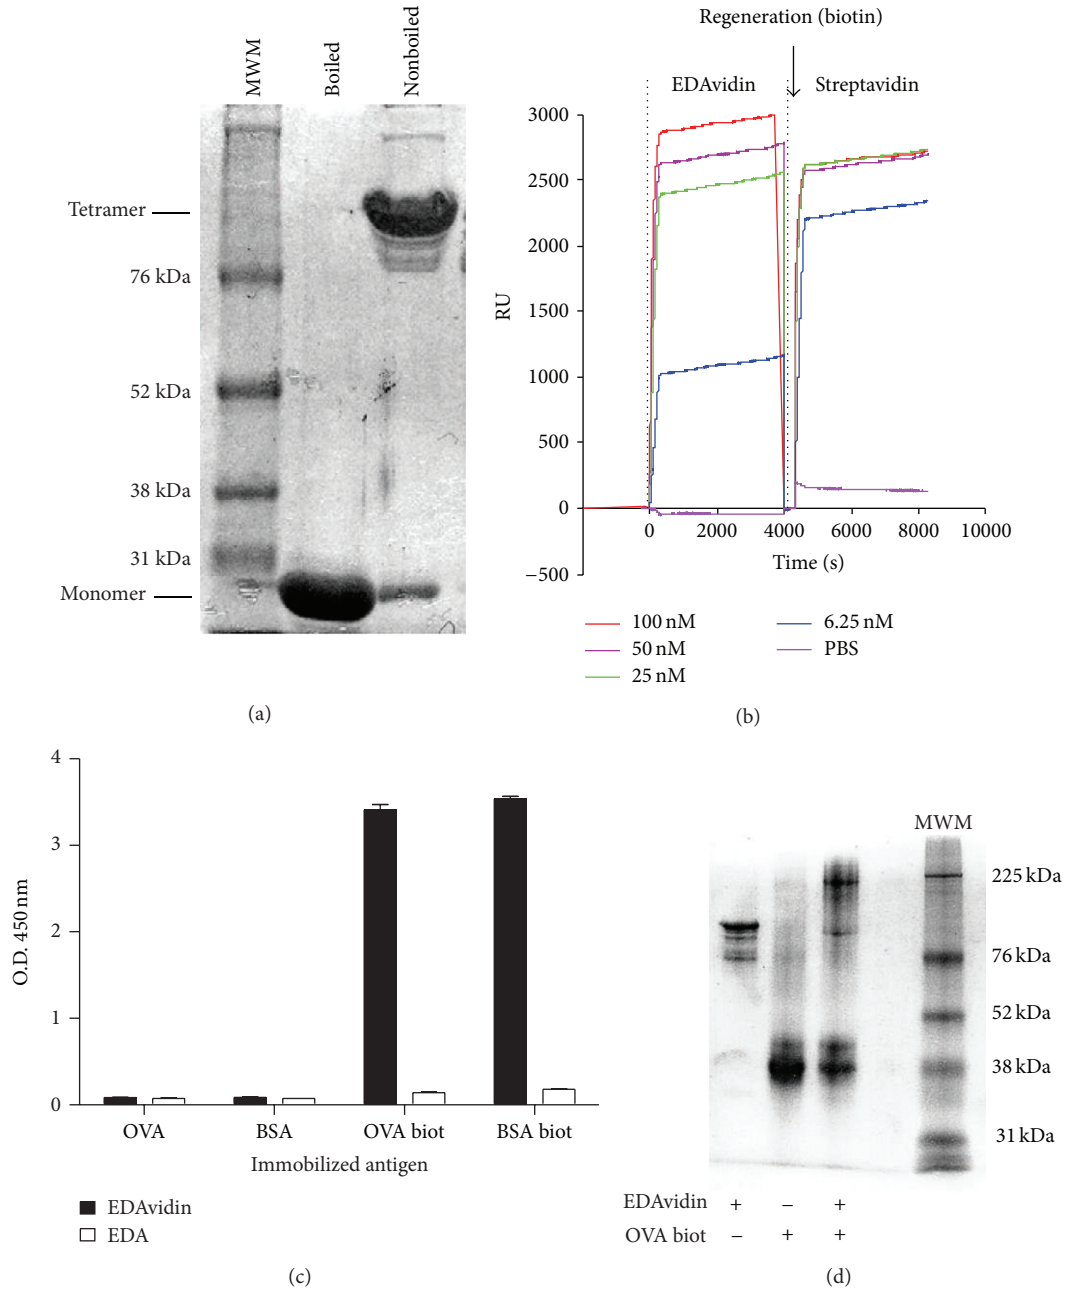 MWM
Boiled
Nonboiled
Tetramer
76 kDa
52 kDa
38 kDa
31 kDa
Monomer
(a)
Regeneration (biotin)
EDAvidin
Streptavidin
3000
2500
2000
1500
1000
500
0
−500
RU
0
2000
4000
6000
8000
10000
Time (s)
100 nM
50 nM
25 nM
6.25 nM
PBS
(b)
4
3
2
1
0
O.D. 450 nm
OVA
BSA
OVA biot
BSA biot
Immobilized antigen
EDAvidin
EDA
(c)
MWM
225 kDa
76 kDa
52 kDa
38 kDa
31 kDa
EDAvidin + − +
OVA biot − + +
(d)